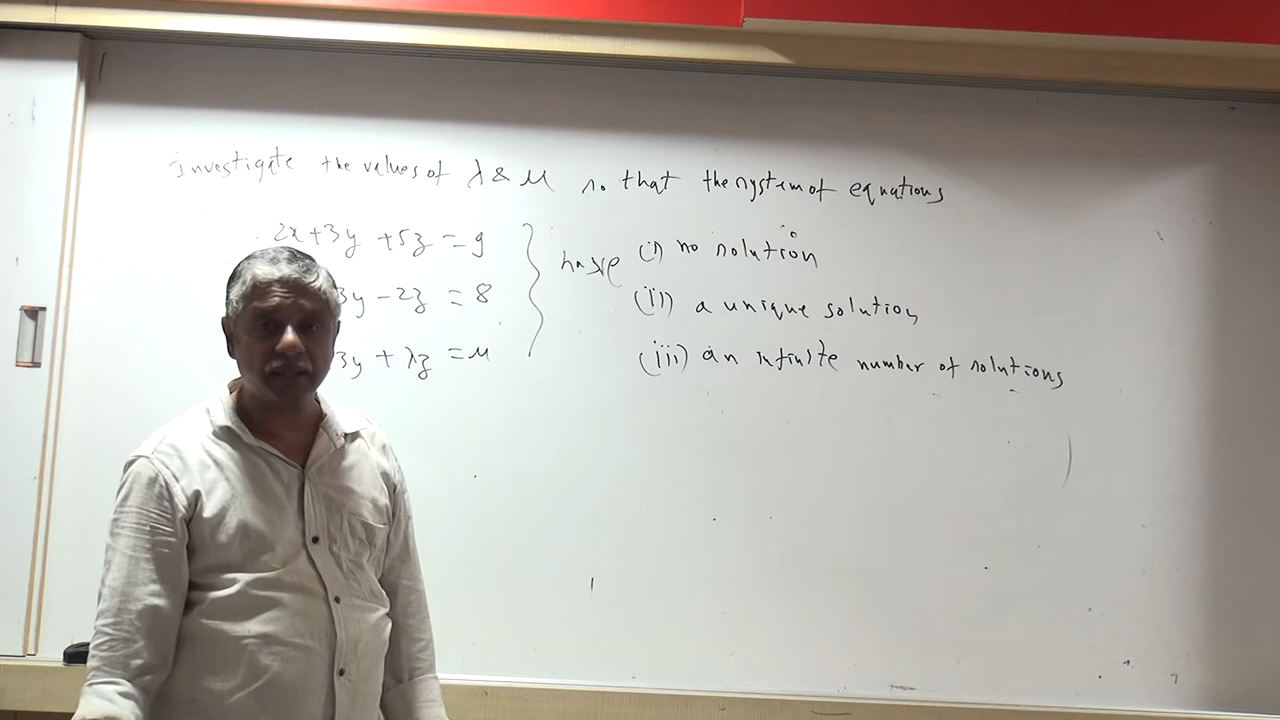 Investigate the values of λ & μ so that the system of equations
2x+3y+5z=9
3y-2z=8
3y+λz=μ
have (i) no solution
(ii) a unique solution
(iii) an infinite number of solutions